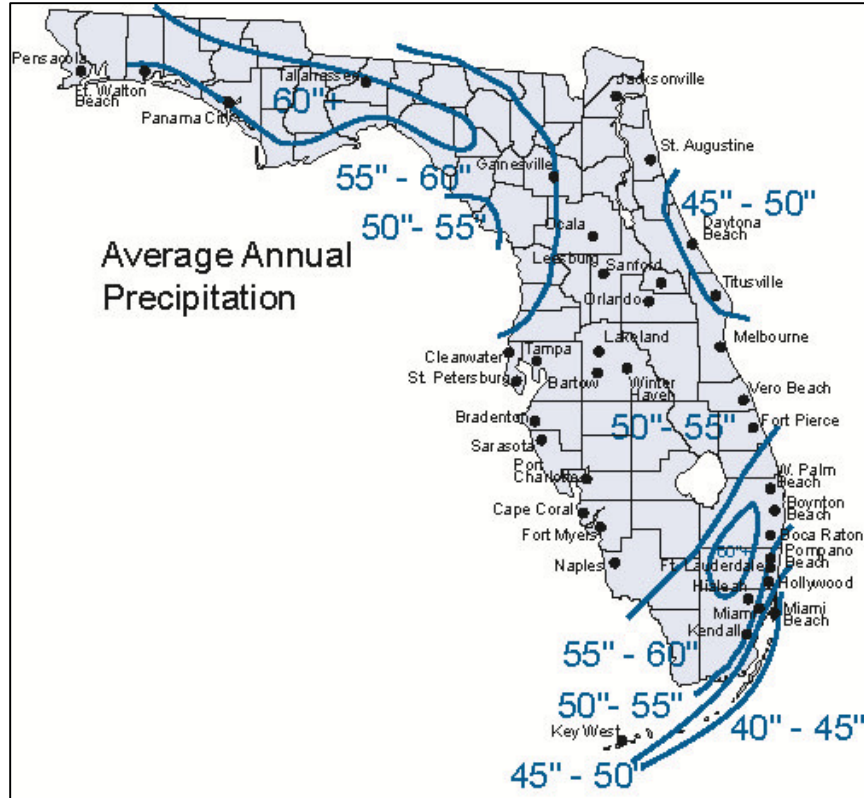 Pensacola
Ft. Walton
Beach
Panama City
Tallahassee
60"+
Jacksonville
St. Augustine
Gainesville
55" - 60"
45" - 50"
50"- 55"
Ocala
Daytona
Beach
Average Annual
Precipitation
Leesburg
Sanford
Orlando
Titusville
Clearwater
Tampa
Lakeland
Melbourne
St. Petersburg
Bartow
Winter
Haven
Vero Beach
Bradenton
50"- 55"
Fort Pierce
Sarasota
Port
Charlotte
W. Palm
Beach
Cape Coral
Boynton
Beach
Fort Myers
Boca Raton
60"+
Pompano
Beach
Naples
Ft. Lauderdale
Hollywood
Hialeah
Miami
Miami
Beach
Kendall
55" - 60"
50"- 55"
40" - 45"
Key West
45" - 50"